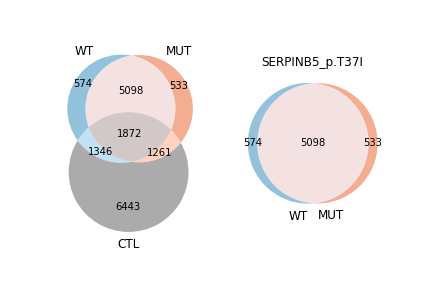 WT MUT
574 5098 533
1872
1346 1261
6443
CTL
SERPINB5_p.T37I
574 5098 533
WT MUT